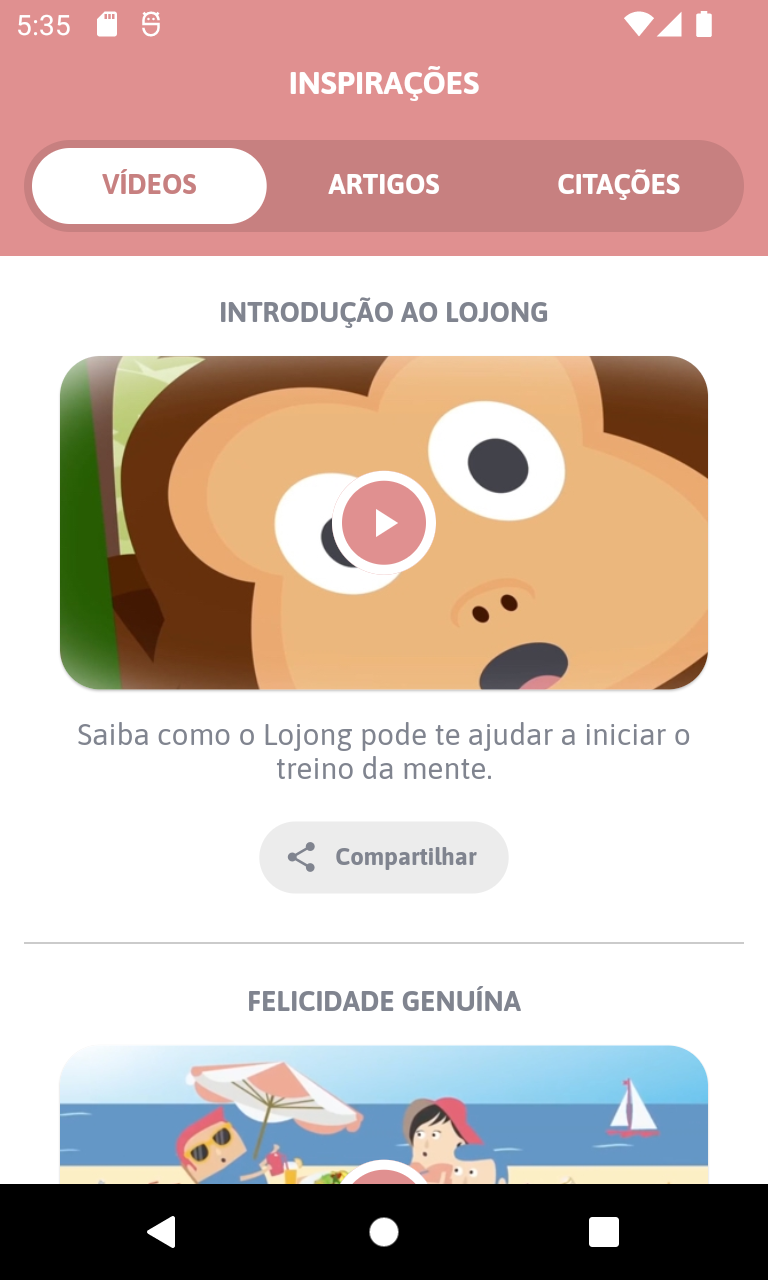 5:35
INSPIRAÇÕES
VÍDEOS
ARTIGOS
CITAÇÕES
INTRODUÇÃO AO LOJONG
Saiba como o Lojong pode te ajudar a iniciar o
treino da mente.
Compartilhar
FELICIDADE GENUÍNA